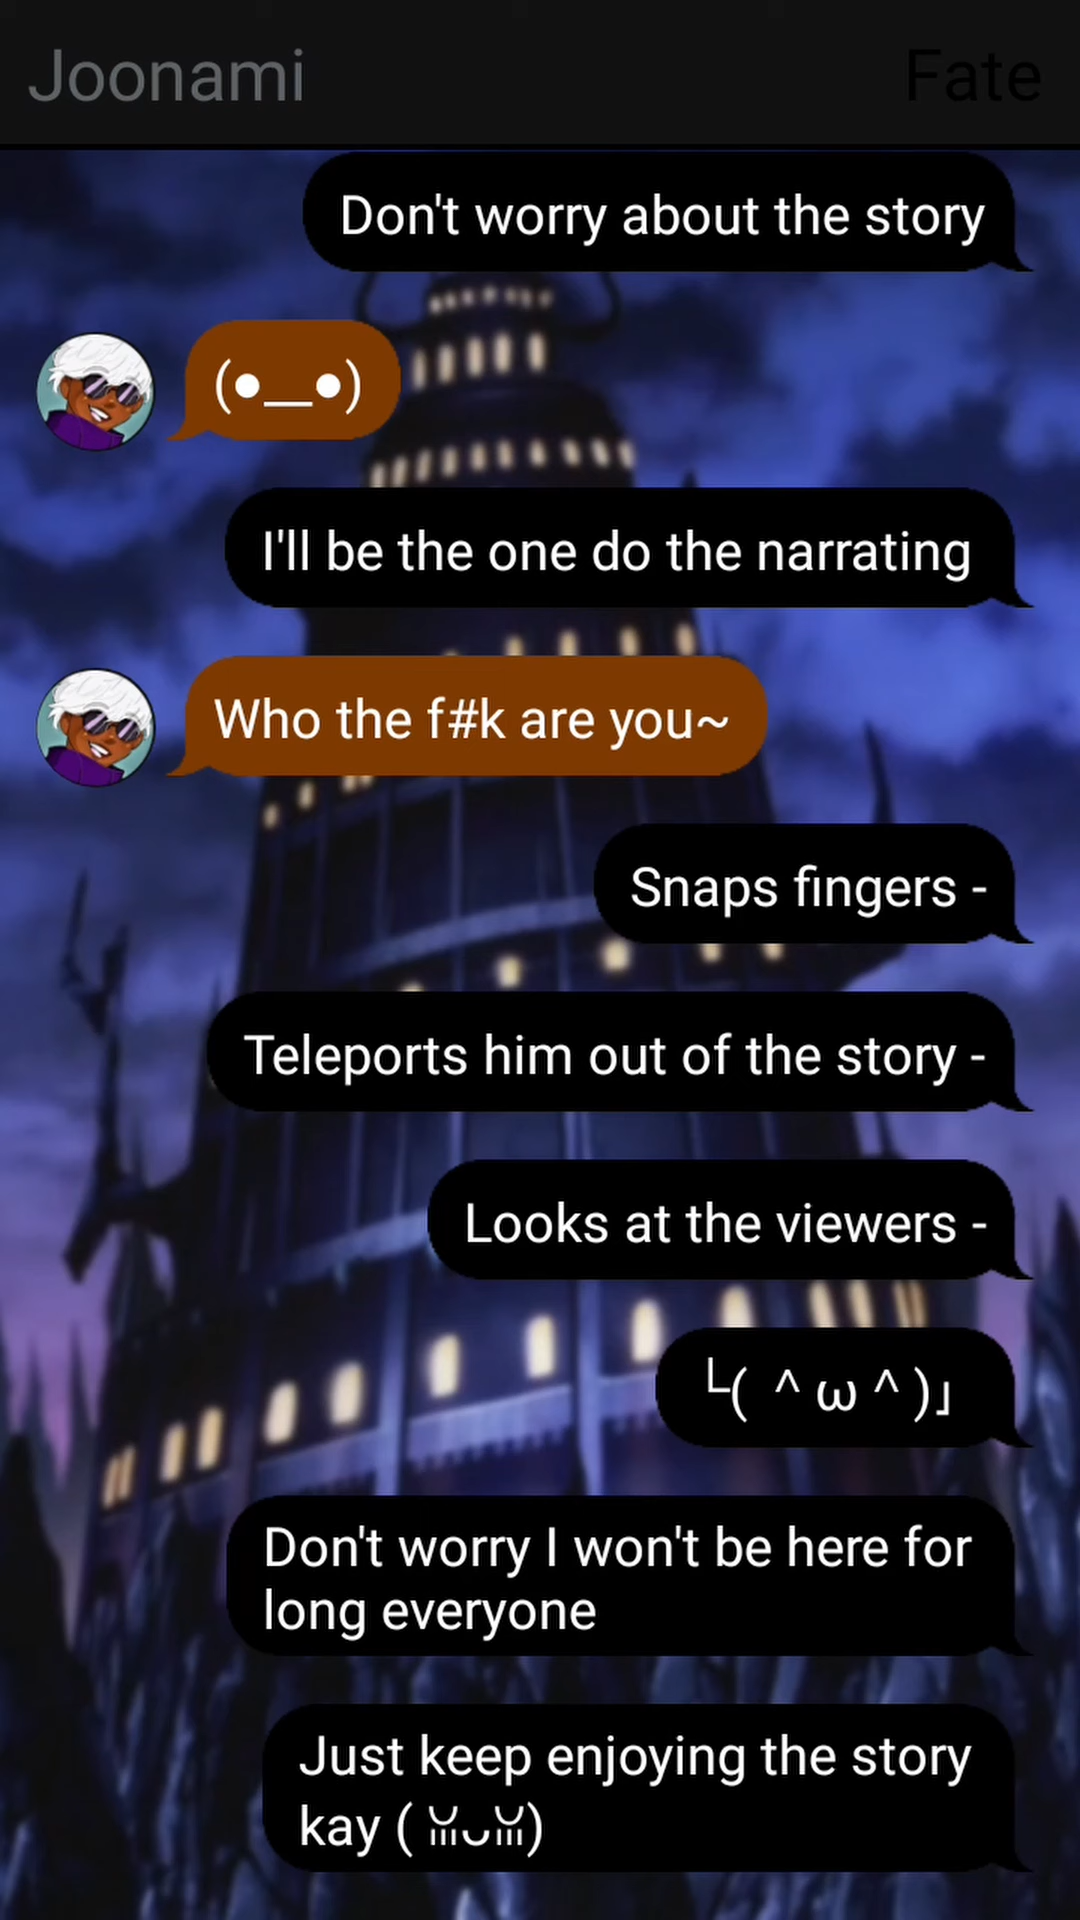 Joonami
Fate
Don't worry about the story
(●__●)
I'll be the one do the narrating
Who the f#k are you~
Snaps fingers -
Teleports him out of the story -
Looks at the viewers -
└( ＾ω＾)」
Don't worry I won't be here for
long everyone
Just keep enjoying the story
kay ( ꈍᴗꈍ)